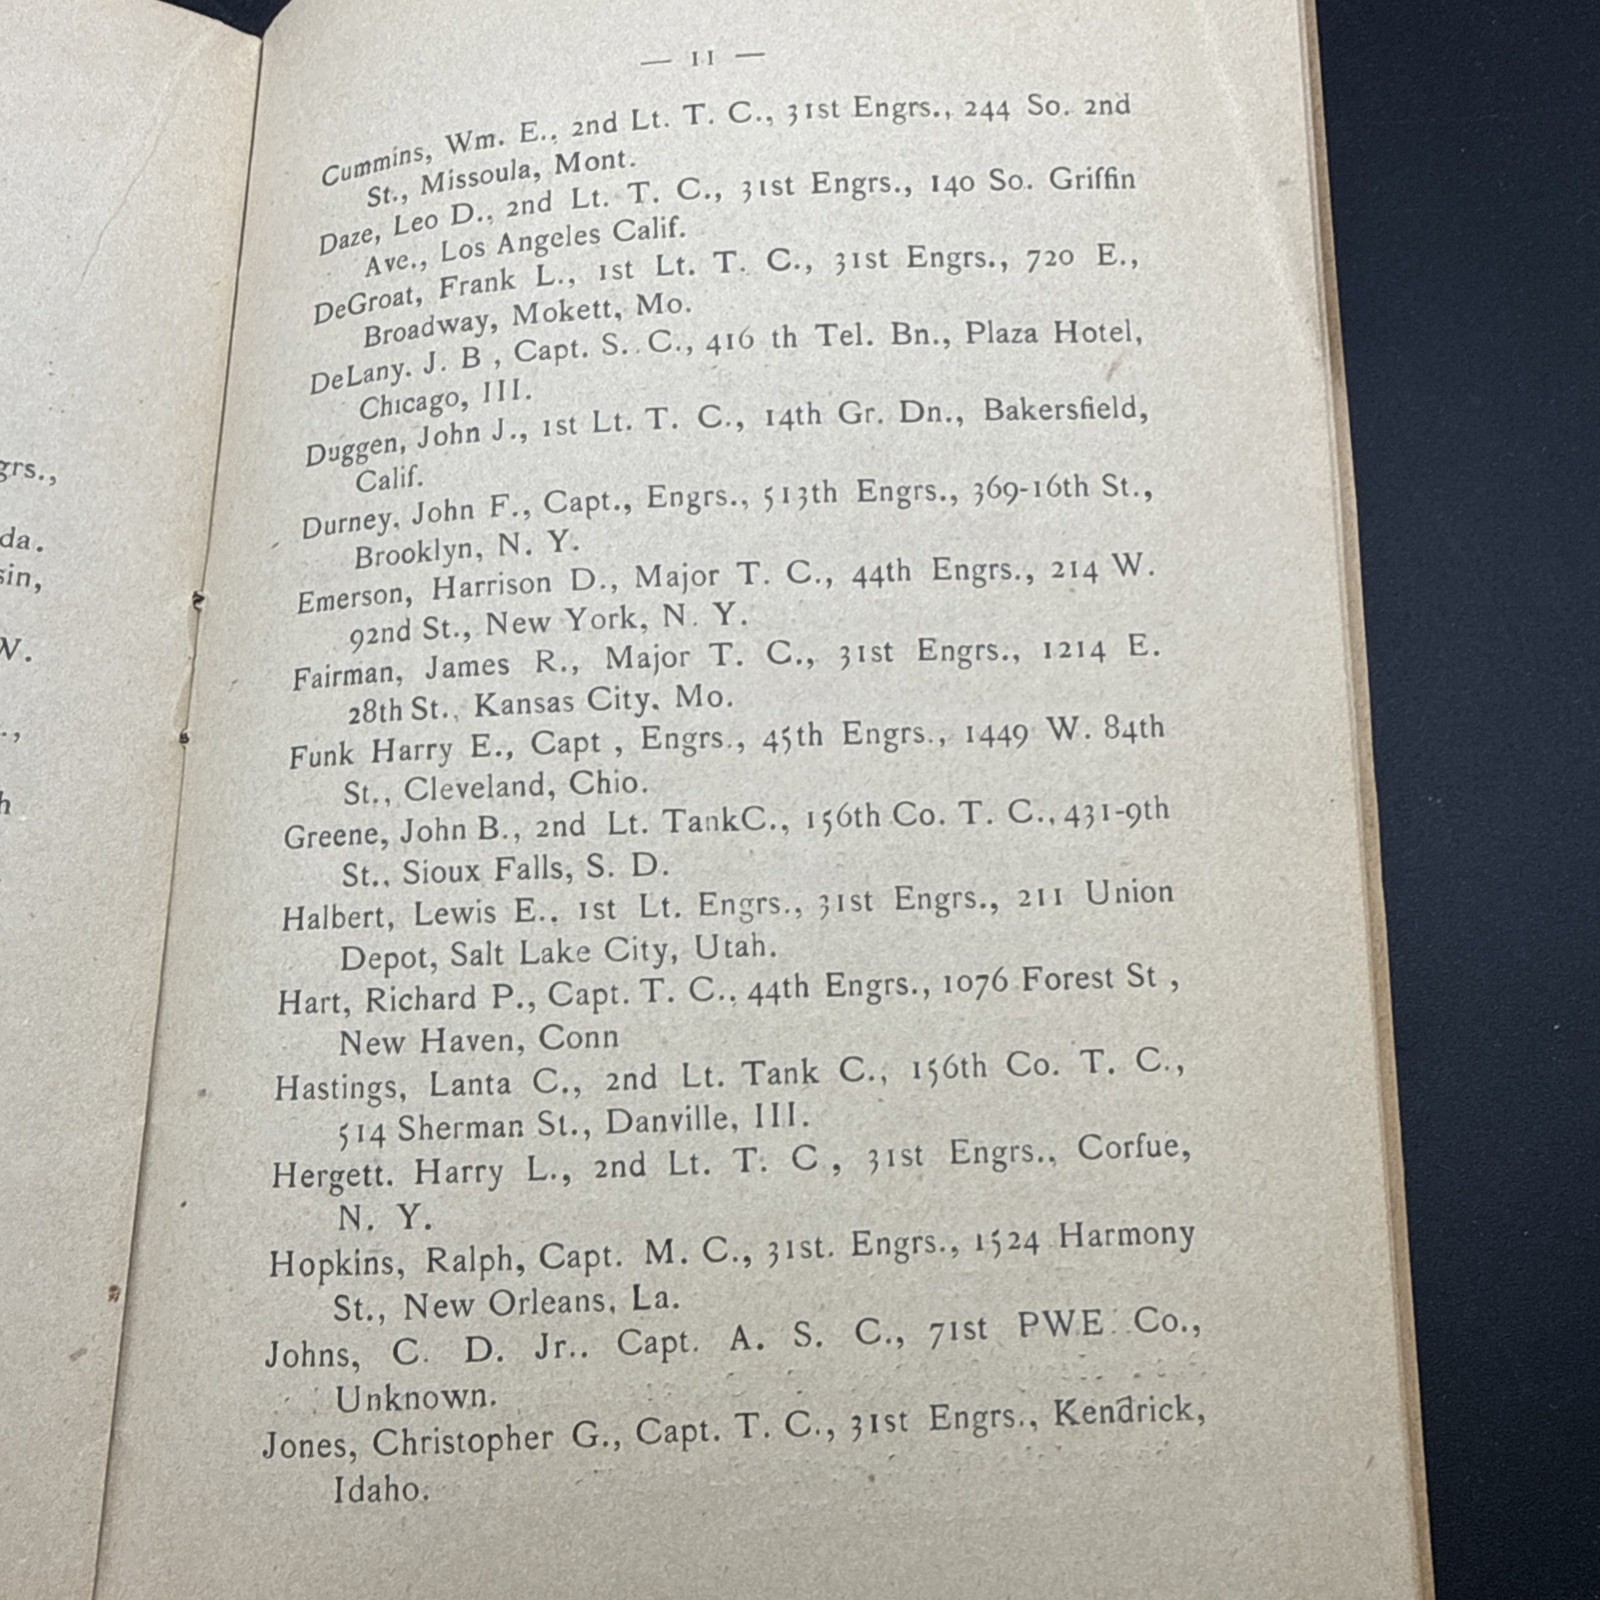 grs.,
da.
sin,
W.
.,
h
— 11 —
Cummins, Wm. E., 2nd Lt. T. C., 31st Engrs., 244 So. 2nd
St., Missoula, Mont.
Daze, Leo D., 2nd Lt. T. C., 31st Engrs., 140 So. Griffin
Ave., Los Angeles Calif.
DeGroat, Frank L., 1st Lt. T. C., 31st Engrs., 720 E.,
Broadway, Mokett, Mo.
DeLany. J. B , Capt. S. C., 416 th Tel. Bn., Plaza Hotel,
Chicago, III.
Duggen, John J., 1st Lt. T. C., 14th Gr. Dn., Bakersfield,
Calif.
Durney, John F., Capt., Engrs., 513th Engrs., 369-16th St.,
Brooklyn, N. Y.
Emerson, Harrison D., Major T. C., 44th Engrs., 214 W.
92nd St., New York, N. Y.
Fairman, James R., Major T. C., 31st Engrs., 1214 E.
28th St., Kansas City, Mo.
Funk Harry E., Capt , Engrs., 45th Engrs., 1449 W. 84th
St., Cleveland, Chio.
Greene, John B., 2nd Lt. TankC., 156th Co. T. C., 431-9th
St., Sioux Falls, S. D.
Halbert, Lewis E.. 1st Lt. Engrs., 31st Engrs., 211 Union
Depot, Salt Lake City, Utah.
Hart, Richard P., Capt. T. C., 44th Engrs., 1076 Forest St ,
New Haven, Conn
Hastings, Lanta C., 2nd Lt. Tank C., 156th Co. T. C.,
514 Sherman St., Danville, III.
Hergett. Harry L., 2nd Lt. T. C , 31st Engrs., Corfue,
N. Y.
Hopkins, Ralph, Capt. M. C., 31st. Engrs., 1524 Harmony
St., New Orleans, La.
Johns, C. D. Jr.. Capt. A. S. C., 71st PWE Co.,
Unknown.
Jones, Christopher G., Capt. T. C., 31st Engrs., Kendrick,
Idaho.